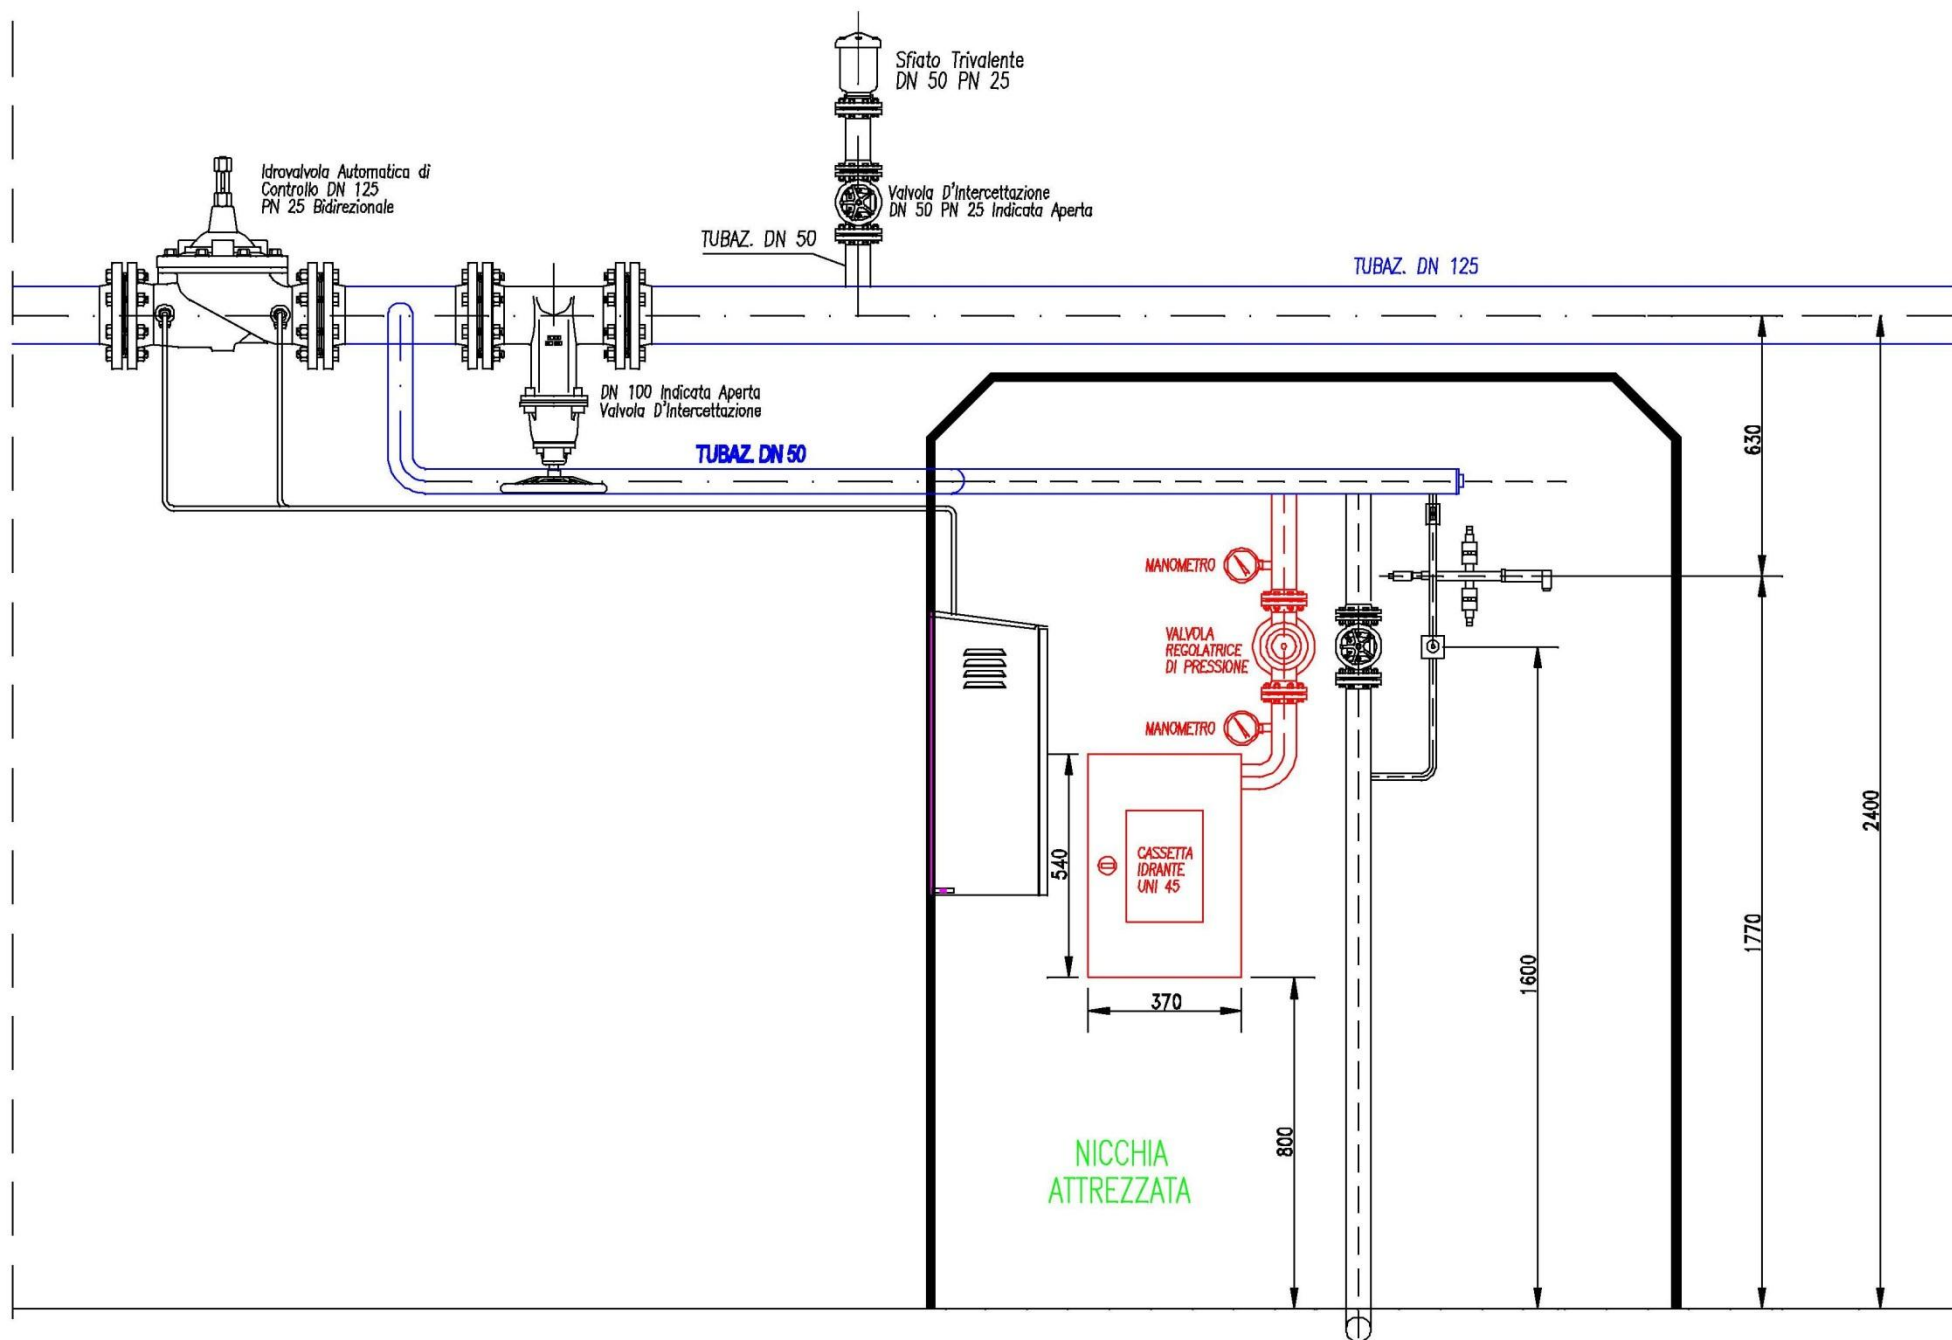 Sfiato Trivalente
DN 50 PN 25
Idrovalvola Automatica di
Controllo DN 125
PN 25 Bidirezionale
Valvola D'Intercettazione
DN 50 PN 25 Indicata Aperta
TUBAZ. DN 50
TUBAZ. DN 125
DN 100 Indicata Aperta
Valvola D'Intercettazione
TUBAZ. DN 50
630
MANOMETRO
VALVOLA
REGOLATRICE
DI PRESSIONE
MANOMETRO
2400
540
CASSETTA
IDRANTE
UNI 45
1770
1600
370
800
NICCHIA
ATTREZZATA